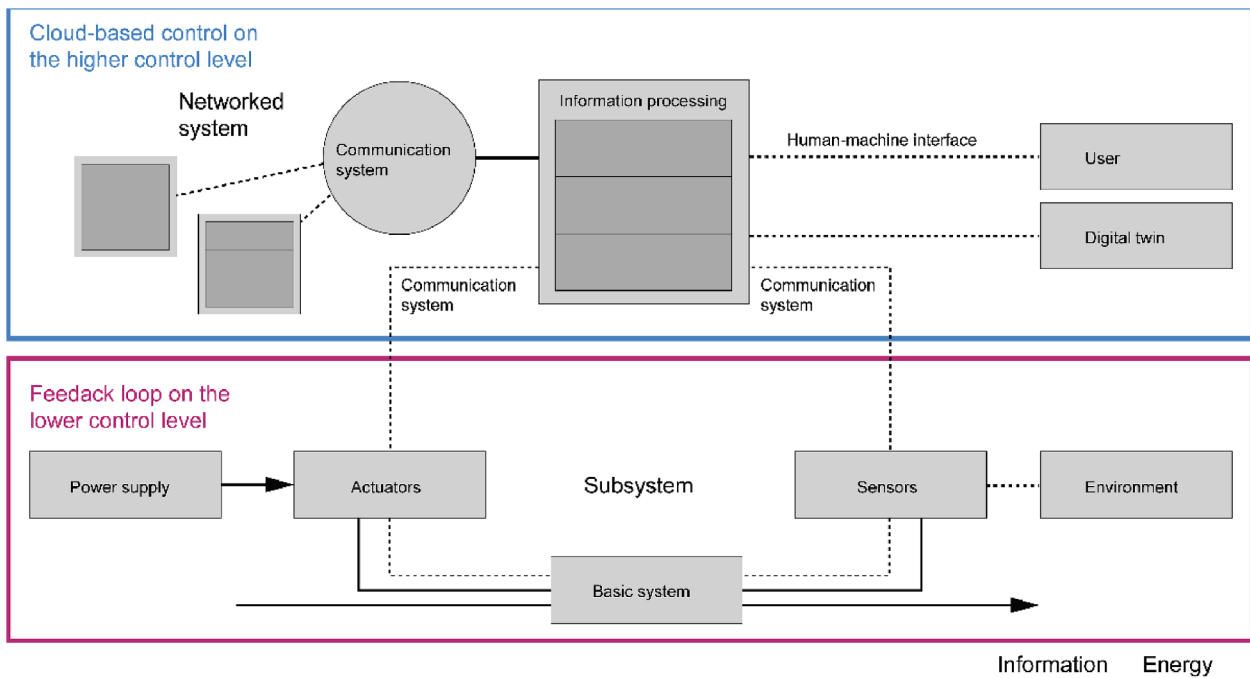 Cloud-based control on
the higher control level
Networked
system
Communication
system
Information processing
Human-machine interface
User
Digital twin
Communication
system
Communication
system
Feedack loop on the
lower control level
Power supply
Actuators
Subsystem
Sensors
Environment
Basic system
Information
Energy